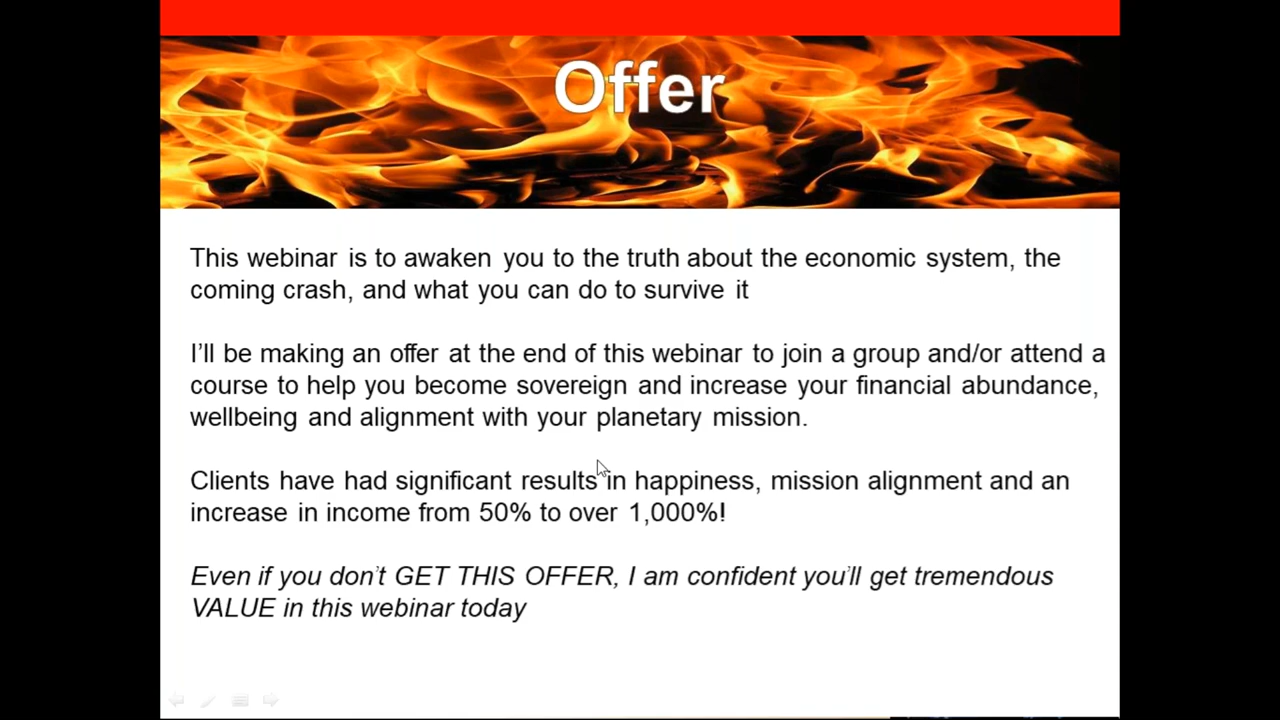 Offer
This webinar is to awaken you to the truth about the economic system, the
coming crash, and what you can do to survive it
I'll be making an offer at the end of this webinar to join a group and/or attend a
course to help you become sovereign and increase your financial abundance,
wellbeing and alignment with your planetary mission.
Clients have had significant results in happiness, mission alignment and an
increase in income from 50% to over 1,000%!
Even if you don't GET THIS OFFER, I am confident you'll get tremendous
VALUE in this webinar today